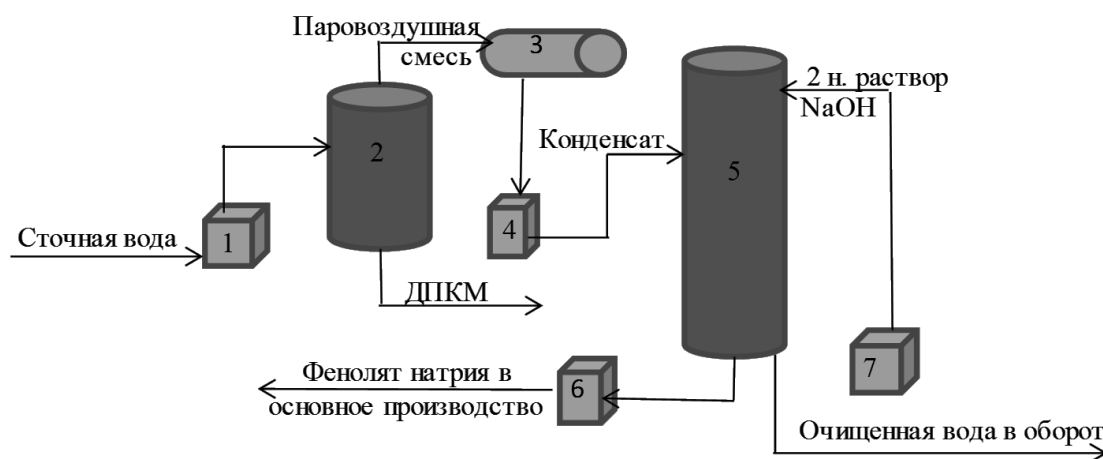 Паровоздушная
смесь
3
2 н. раствор
NaOH
Конденсат
2
5
Сточная вода
1
4
ДПКМ
Фенолят натрия в
основное производство
6
7
Очищенная вода в оборот